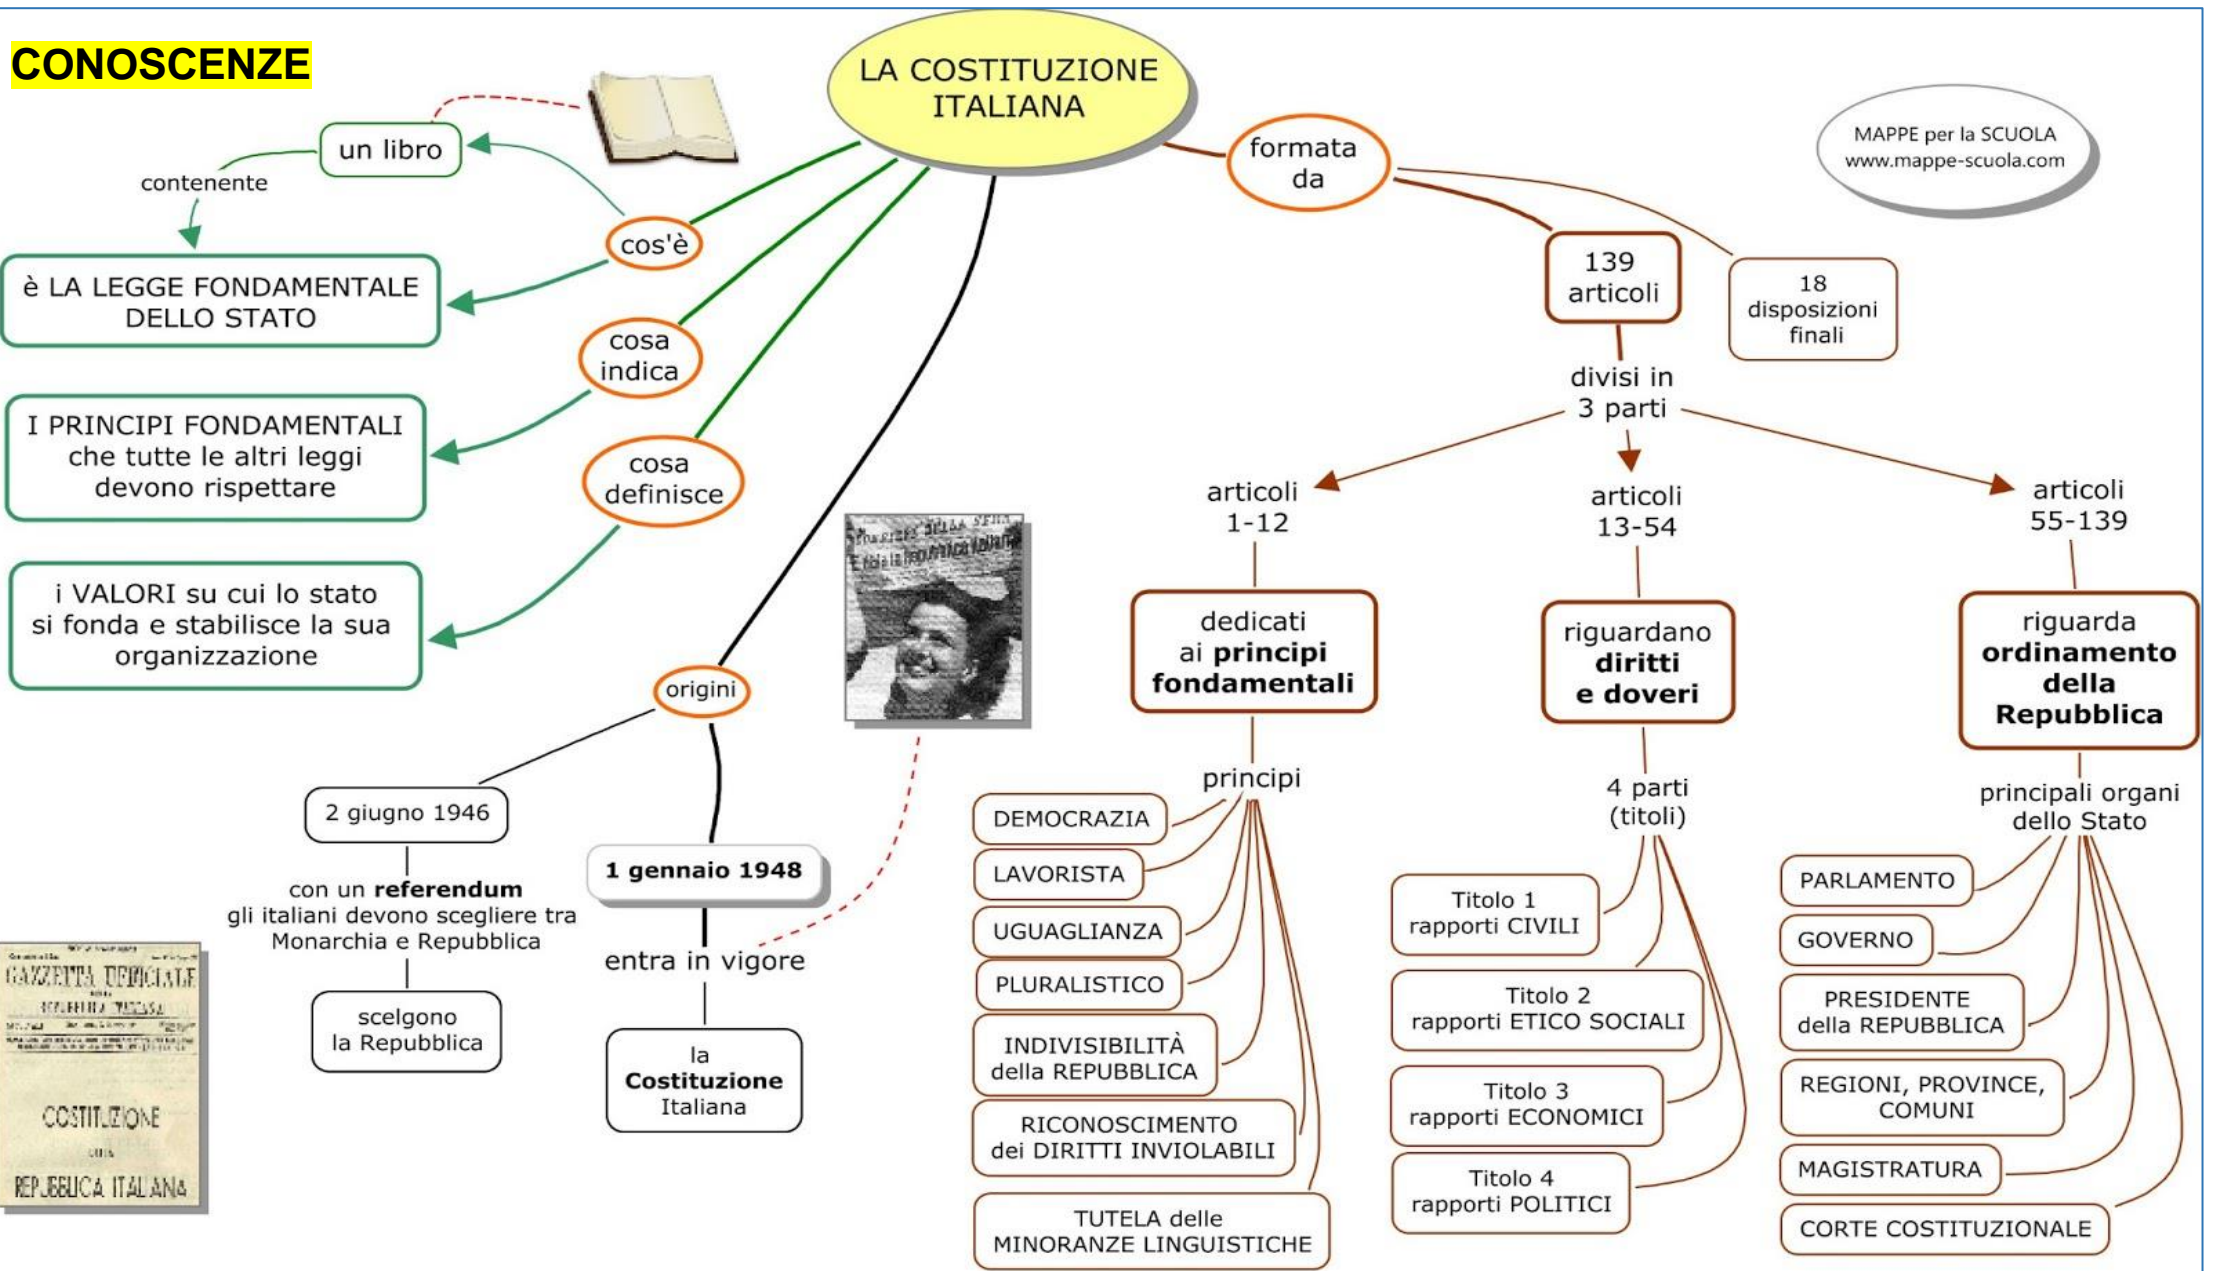 CONOSCENZE
LA COSTITUZIONE
ITALIANA
MAPPE per la SCUOLA
www.mappe-scuola.com
un libro
contenente
cos'è
è LA LEGGE FONDAMENTALE
DELLO STATO
cosa
indica
I PRINCIPI FONDAMENTALI
che tutte le altri leggi
devono rispettare
cosa
definisce
i VALORI su cui lo stato
si fonda e stabilisce la sua
organizzazione
origini
2 giugno 1946
con un referendum
gli italiani devono scegliere tra
Monarchia e Repubblica
scelgono
la Repubblica
1 gennaio 1948
entra in vigore
la
Costituzione
Italiana
GAZZETTA UFFICIALE
COSTITUZIONE
REPUBBLICA ITALIANA
formata
da
139
articoli
18
disposizioni
finali
divisi in
3 parti
articoli
1-12
dedicati
ai principi
fondamentali
principi
DEMOCRAZIA
LAVORISTA
UGUAGLIANZA
PLURALISTICO
INDIVISIBILITÀ
della REPUBBLICA
RICONOSCIMENTO
dei DIRITTI INVIOLABILI
TUTELA delle
MINORANZE LINGUISTICHE
articoli
13-54
riguardano
diritti
e doveri
4 parti
(titoli)
Titolo 1
rapporti CIVILI
Titolo 2
rapporti ETICO SOCIALI
Titolo 3
rapporti ECONOMICI
Titolo 4
rapporti POLITICI
articoli
55-139
riguarda
ordinamento
della
Repubblica
principali organi
dello Stato
PARLAMENTO
GOVERNO
PRESIDENTE
della REPUBBLICA
REGIONI, PROVINCE,
COMUNI
MAGISTRATURA
CORTE COSTITUZIONALE